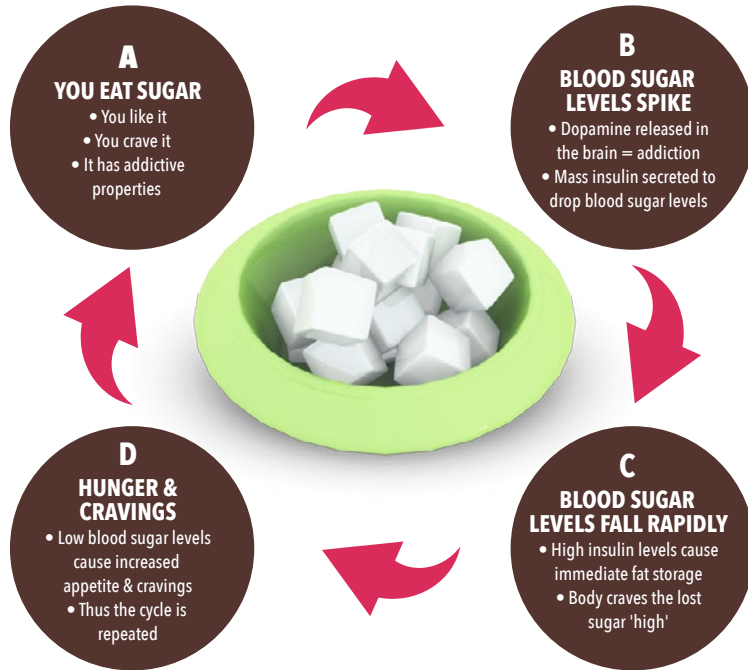 A
YOU EAT SUGAR
• You like it
• You crave it
• It has addictive
properties
B
BLOOD SUGAR
LEVELS SPIKE
• Dopamine released in
the brain = addiction
• Mass insulin secreted to
drop blood sugar levels
C
BLOOD SUGAR
LEVELS FALL RAPIDLY
• High insulin levels cause
immediate fat storage
• Body craves the lost
sugar 'high'
D
HUNGER &
CRAVINGS
• Low blood sugar levels
cause increased
appetite & cravings
• Thus the cycle is
repeated